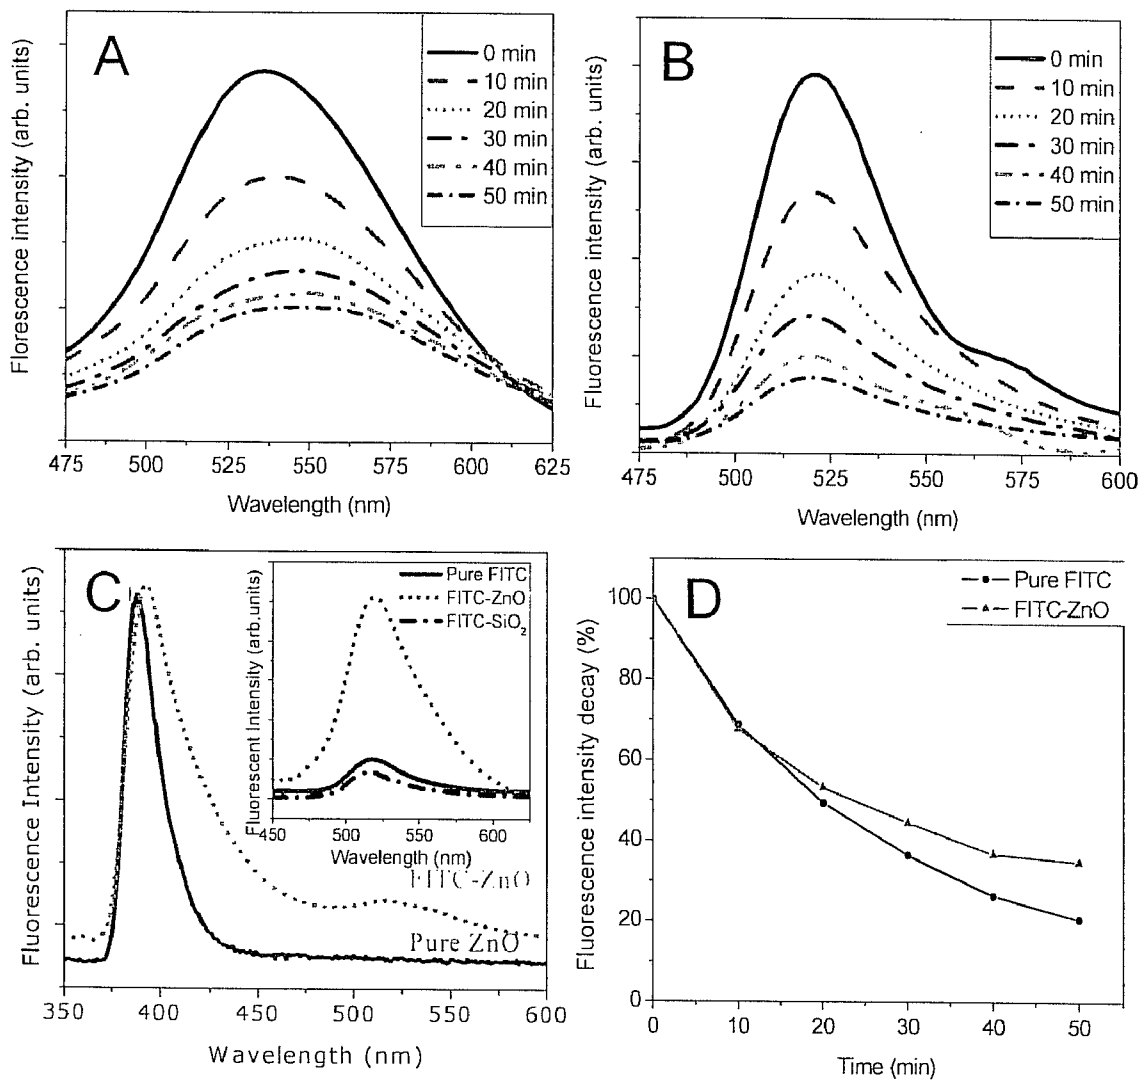 A
Florescence intensity (arb. units)
0 min
10 min
20 min
30 min
40 min
50 min
475 500 525 550 575 600 625
Wavelength (nm)
B
Fluorescence intensity (arb. units)
0 min
10 min
20 min
30 min
40 min
50 min
475 500 525 550 575 600
Wavelength (nm)
C
Fluorescence Intensity (arb. units)
Fluorescent Intensity (arb.units)
Pure FITC
FITC-ZnO
FITC-SiO2
450 500 550 600
Wavelength (nm)
FITC-ZnO
Pure ZnO
350 400 450 500 550 600
Wavelength (nm)
D
Fluorescence intensity decay (%)
Pure FITC
FITC-ZnO
100
80
60
40
20
0
0 10 20 30 40 50
Time (min)